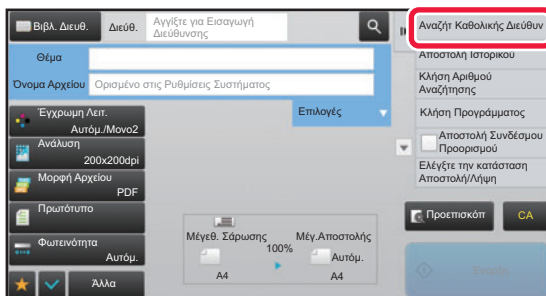 Βιβλ. Διευθ.
Διεύθ.
Αγγίξτε για Εισαγωγή
Διεύθυνσης
Θέμα
Όνομα Αρχείου
Ορισμένο στις Ρυθμίσεις Συστήματος
Επιλογές
Έγχρωμη Λειτ.
Αυτόμ./Μονο2
Ανάλυση
200x200dpi
Μορφή Αρχείου
PDF
Πρωτότυπο
Φωτεινότητα
Αυτόμ.
Άλλα
Μέγεθ. Σάρωσης
100%
Μέγ.Αποστολής
Αυτόμ.
A4
A4
Αναζήτ Καθολικής Διεύθυν
Αποστολή Ιστορικού
Κλήση Αριθμού
Αναζήτησης
Κλήση Προγράμματος
Αποστολή Συνδέσμου
Προορισμού
Ελέγξτε την κατάσταση
Αποστολή/Λήψη
Προεπισκόπ
CA